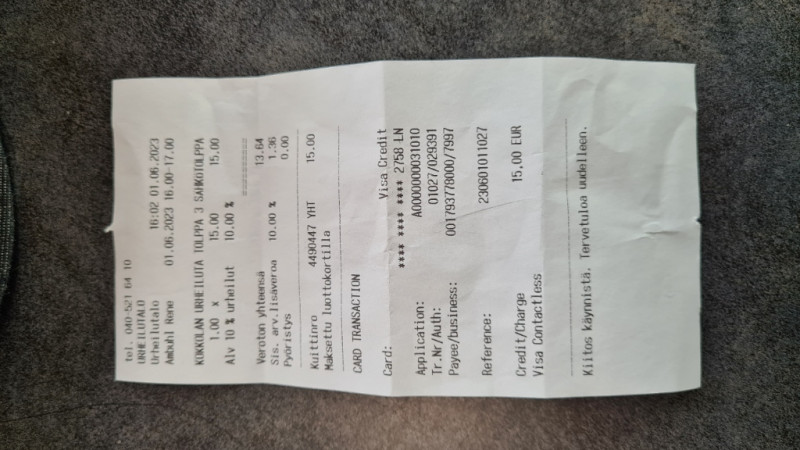 tel. 040-521 64 10
URHEILUTALO
Urheilutalo 16:02 01.06.2023
Ambuhl Rene 01.06.2023 16.00-17.00
KOKKOLAN URHEILUTA TOLPPA 3 SAHKOTOLPPA
1.00 x 15.00 15.00
Alv 10 % urheilut 10.00 %
==========
Veroton yhteensä 13.64
Sis. arv.lisäveroa 10.00 % 1.36
Pyöristys 0.00
Kuittinro 4490447 YHT 15.00
Maksettu luottokortilla
CARD TRANSACTION
Card: Visa Credit
**** **** **** 2758 LN
Application: A0000000031010
Tr.Nr/Auth: 01027/029391
Payee/business: 001793778000/7997
Reference: 230601011027
Credit/Charge 15,00 EUR
Visa Contactless
Kiitos käynnistä. Tervetuloa uudelleen.